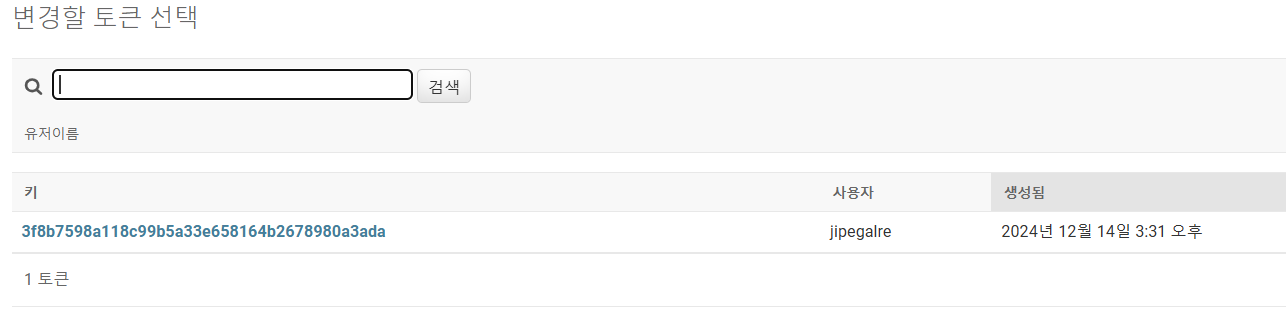 변경할 토큰 선택
검색
유저이름
키 사용자 생성됨
3f8b7598a118c99b5a33e658164b2678980a3ada jipegalre 2024년 12월 14일 3:31 오후
1 토큰